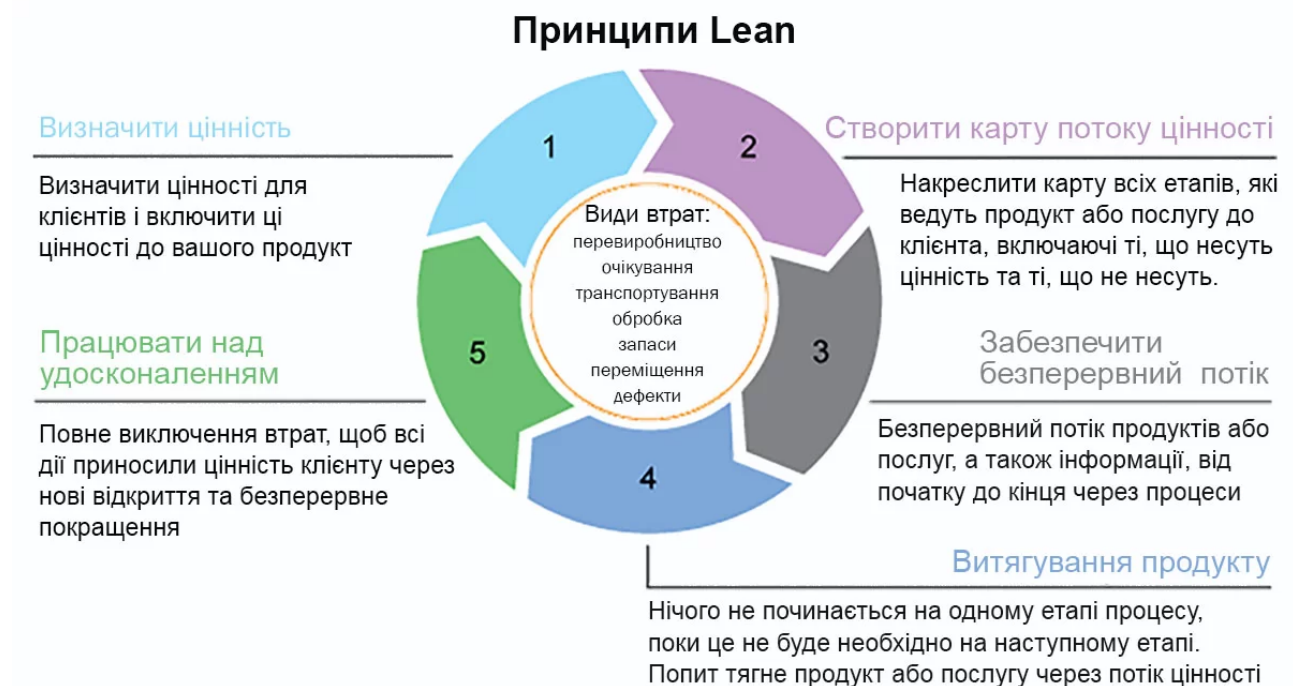 Принципи Lean
Визначити цінність
Визначити цінності для
клієнтів і включити ці
цінності до вашого продукт
1
2
Створити карту потоку цінності
Накреслити карту всіх етапів, які
ведуть продукт або послугу до
клієнта, включаючі ті, що несуть
цінність та ті, що не несуть.
Види втрат:
перевиробництво
очікування
транспортування
обробка
запаси
переміщення
дефекти
3
Забезпечити
безперервний потік
Безперервний потік продуктів або
послуг, а також інформації, від
початку до кінця через процеси
4
Витягування продукту
Нічого не починається на одному етапі процесу,
поки це не буде необхідно на наступному етапі.
Попит тягне продукт або послугу через потік цінності
5
Працювати над
удосконаленням
Повне виключення втрат, щоб всі
дії приносили цінність клієнту через
нові відкриття та безперервне
покращення